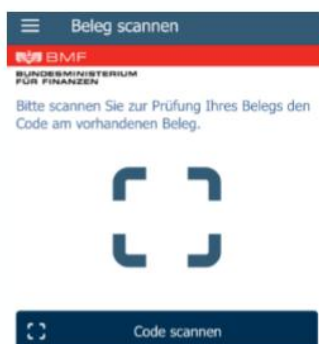 Beleg scannen
BMF
BUNDESMINISTERIUM
FÜR FINANZEN
Bitte scannen Sie zur Prüfung Ihres Belegs den
Code am vorhandenen Beleg.
Code scannen